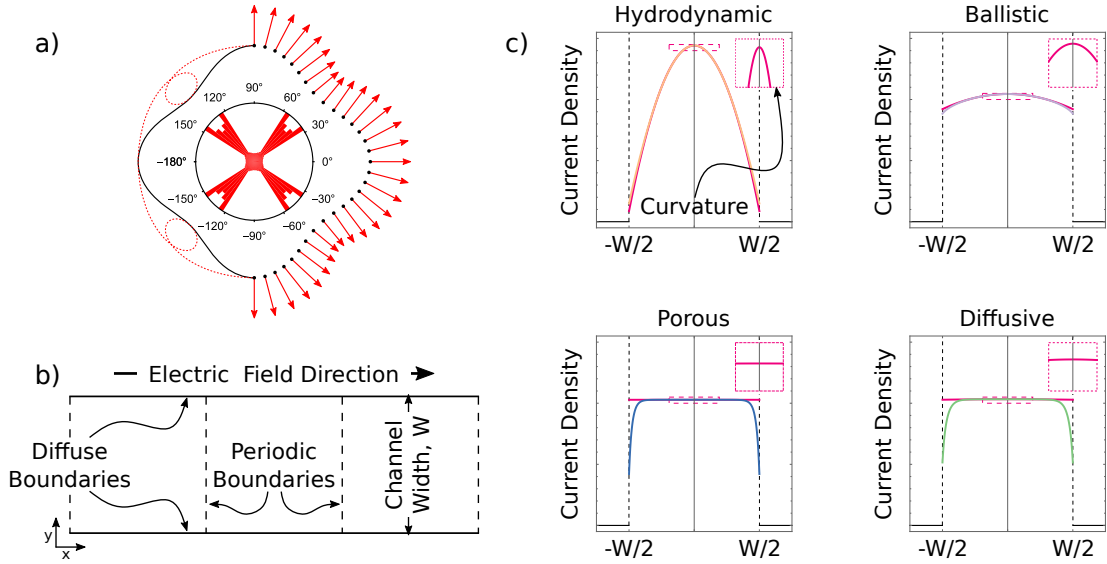 a)
90°
120°
60°
150°
30°
−180°
0°
−150°
−30°
−120°
−60°
−90°
b)
Electric Field Direction
Diffuse
Boundaries
Periodic
Boundaries
Channel
Width, W
y
x
c)
Hydrodynamic
Current Density
Curvature
-W/2
W/2
Ballistic
Current Density
-W/2
W/2
Porous
Current Density
-W/2
W/2
Diffusive
Current Density
-W/2
W/2